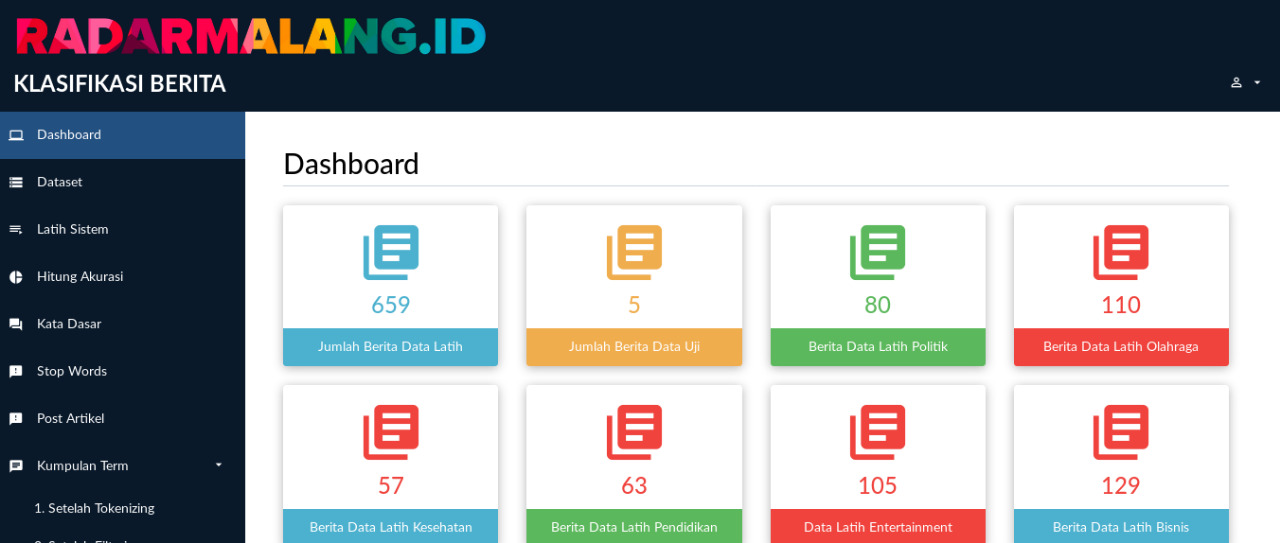 RADARMALANG.ID
KLASIFIKASI BERITA
Dashboard
Dataset
Latih Sistem
Hitung Akurasi
Kata Dasar
Stop Words
Post Artikel
Kumpulan Term
1. Setelah Tokenizing
Dashboard
659
Jumlah Berita Data Latih
5
Jumlah Berita Data Uji
80
Berita Data Latih Politik
110
Berita Data Latih Olahraga
57
Berita Data Latih Kesehatan
63
Berita Data Latih Pendidikan
105
Data Latih Entertainment
129
Berita Data Latih Bisnis